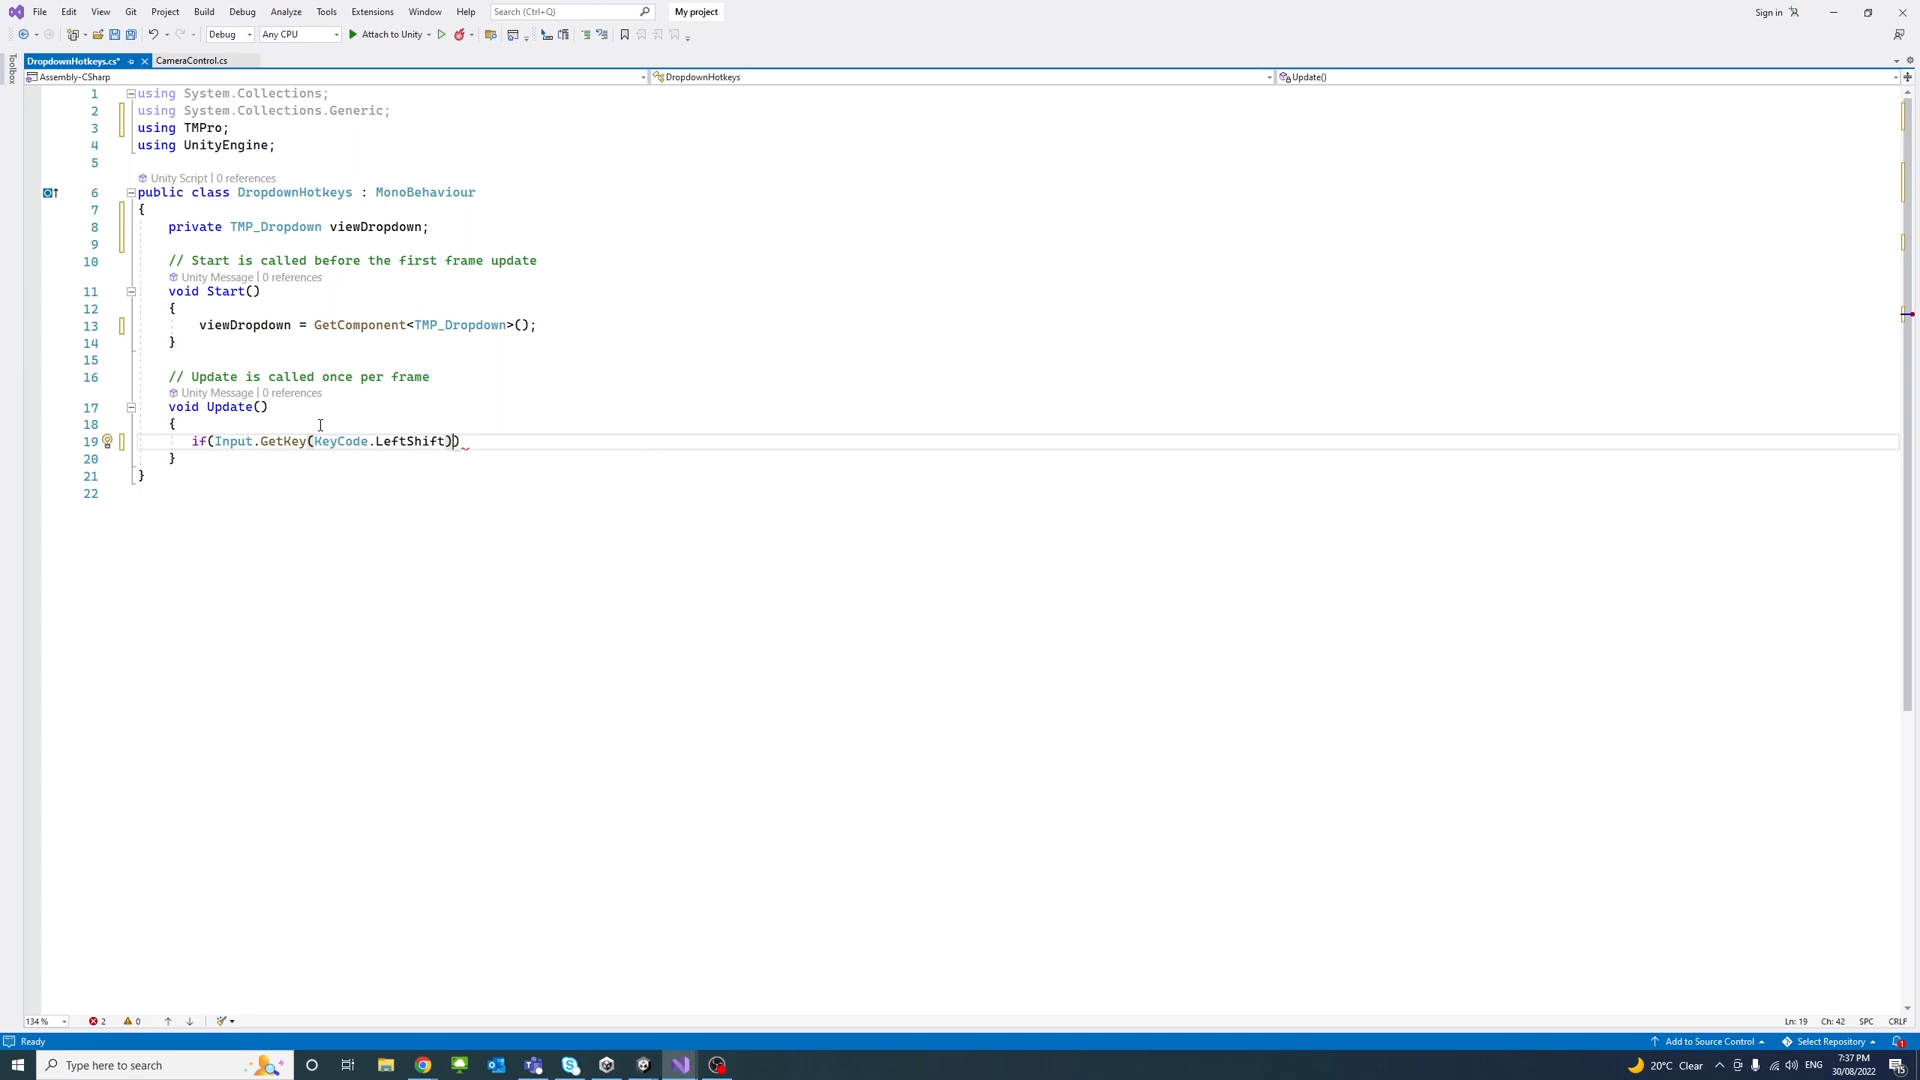 File Edit View Git Project Build Debug Analyze Tools Extensions Window Help Search (Ctrl+Q) My project Sign in
Debug Any CPU Attach to Unity
Toolbox
DropdownHotkeys.cs* CameraControl.cs
Assembly-CSharp DropdownHotkeys Update()
1 using System.Collections;
2 using System.Collections.Generic;
3 using TMPro;
4 using UnityEngine;
5
Unity Script | 0 references
6 public class DropdownHotkeys : MonoBehaviour
7 {
8 private TMP_Dropdown viewDropdown;
9
10 // Start is called before the first frame update
Unity Message | 0 references
11 void Start()
12 {
13 viewDropdown = GetComponent<TMP_Dropdown>();
14 }
15
16 // Update is called once per frame
Unity Message | 0 references
17 void Update()
18 {
19 if(Input.GetKey(KeyCode.LeftShift))
20 }
21 }
22
134 % 2 0 Ln: 19 Ch: 42 SPC CRLF
Ready Add to Source Control Select Repository 1
Type here to search 20°C Clear ENG 7:37 PM 30/08/2022 15